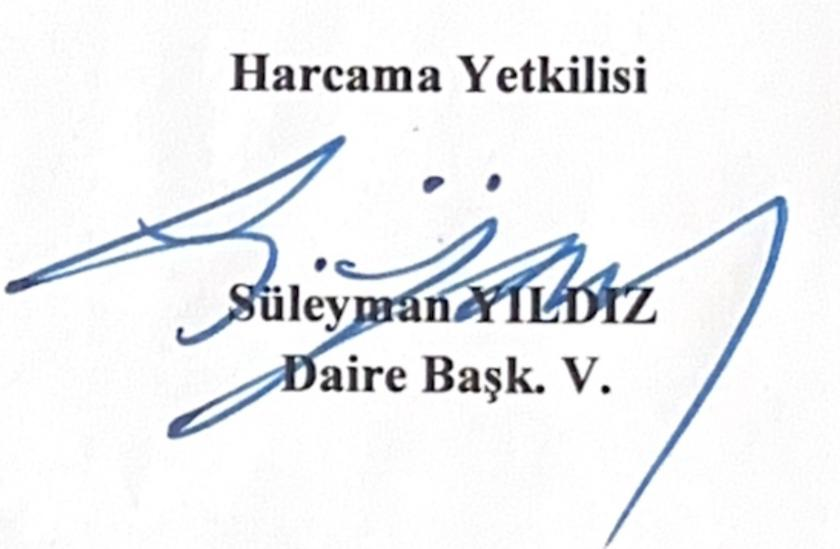 Harcama Yetkilisi
Süleyman YILDIZ
Daire Başk. V.